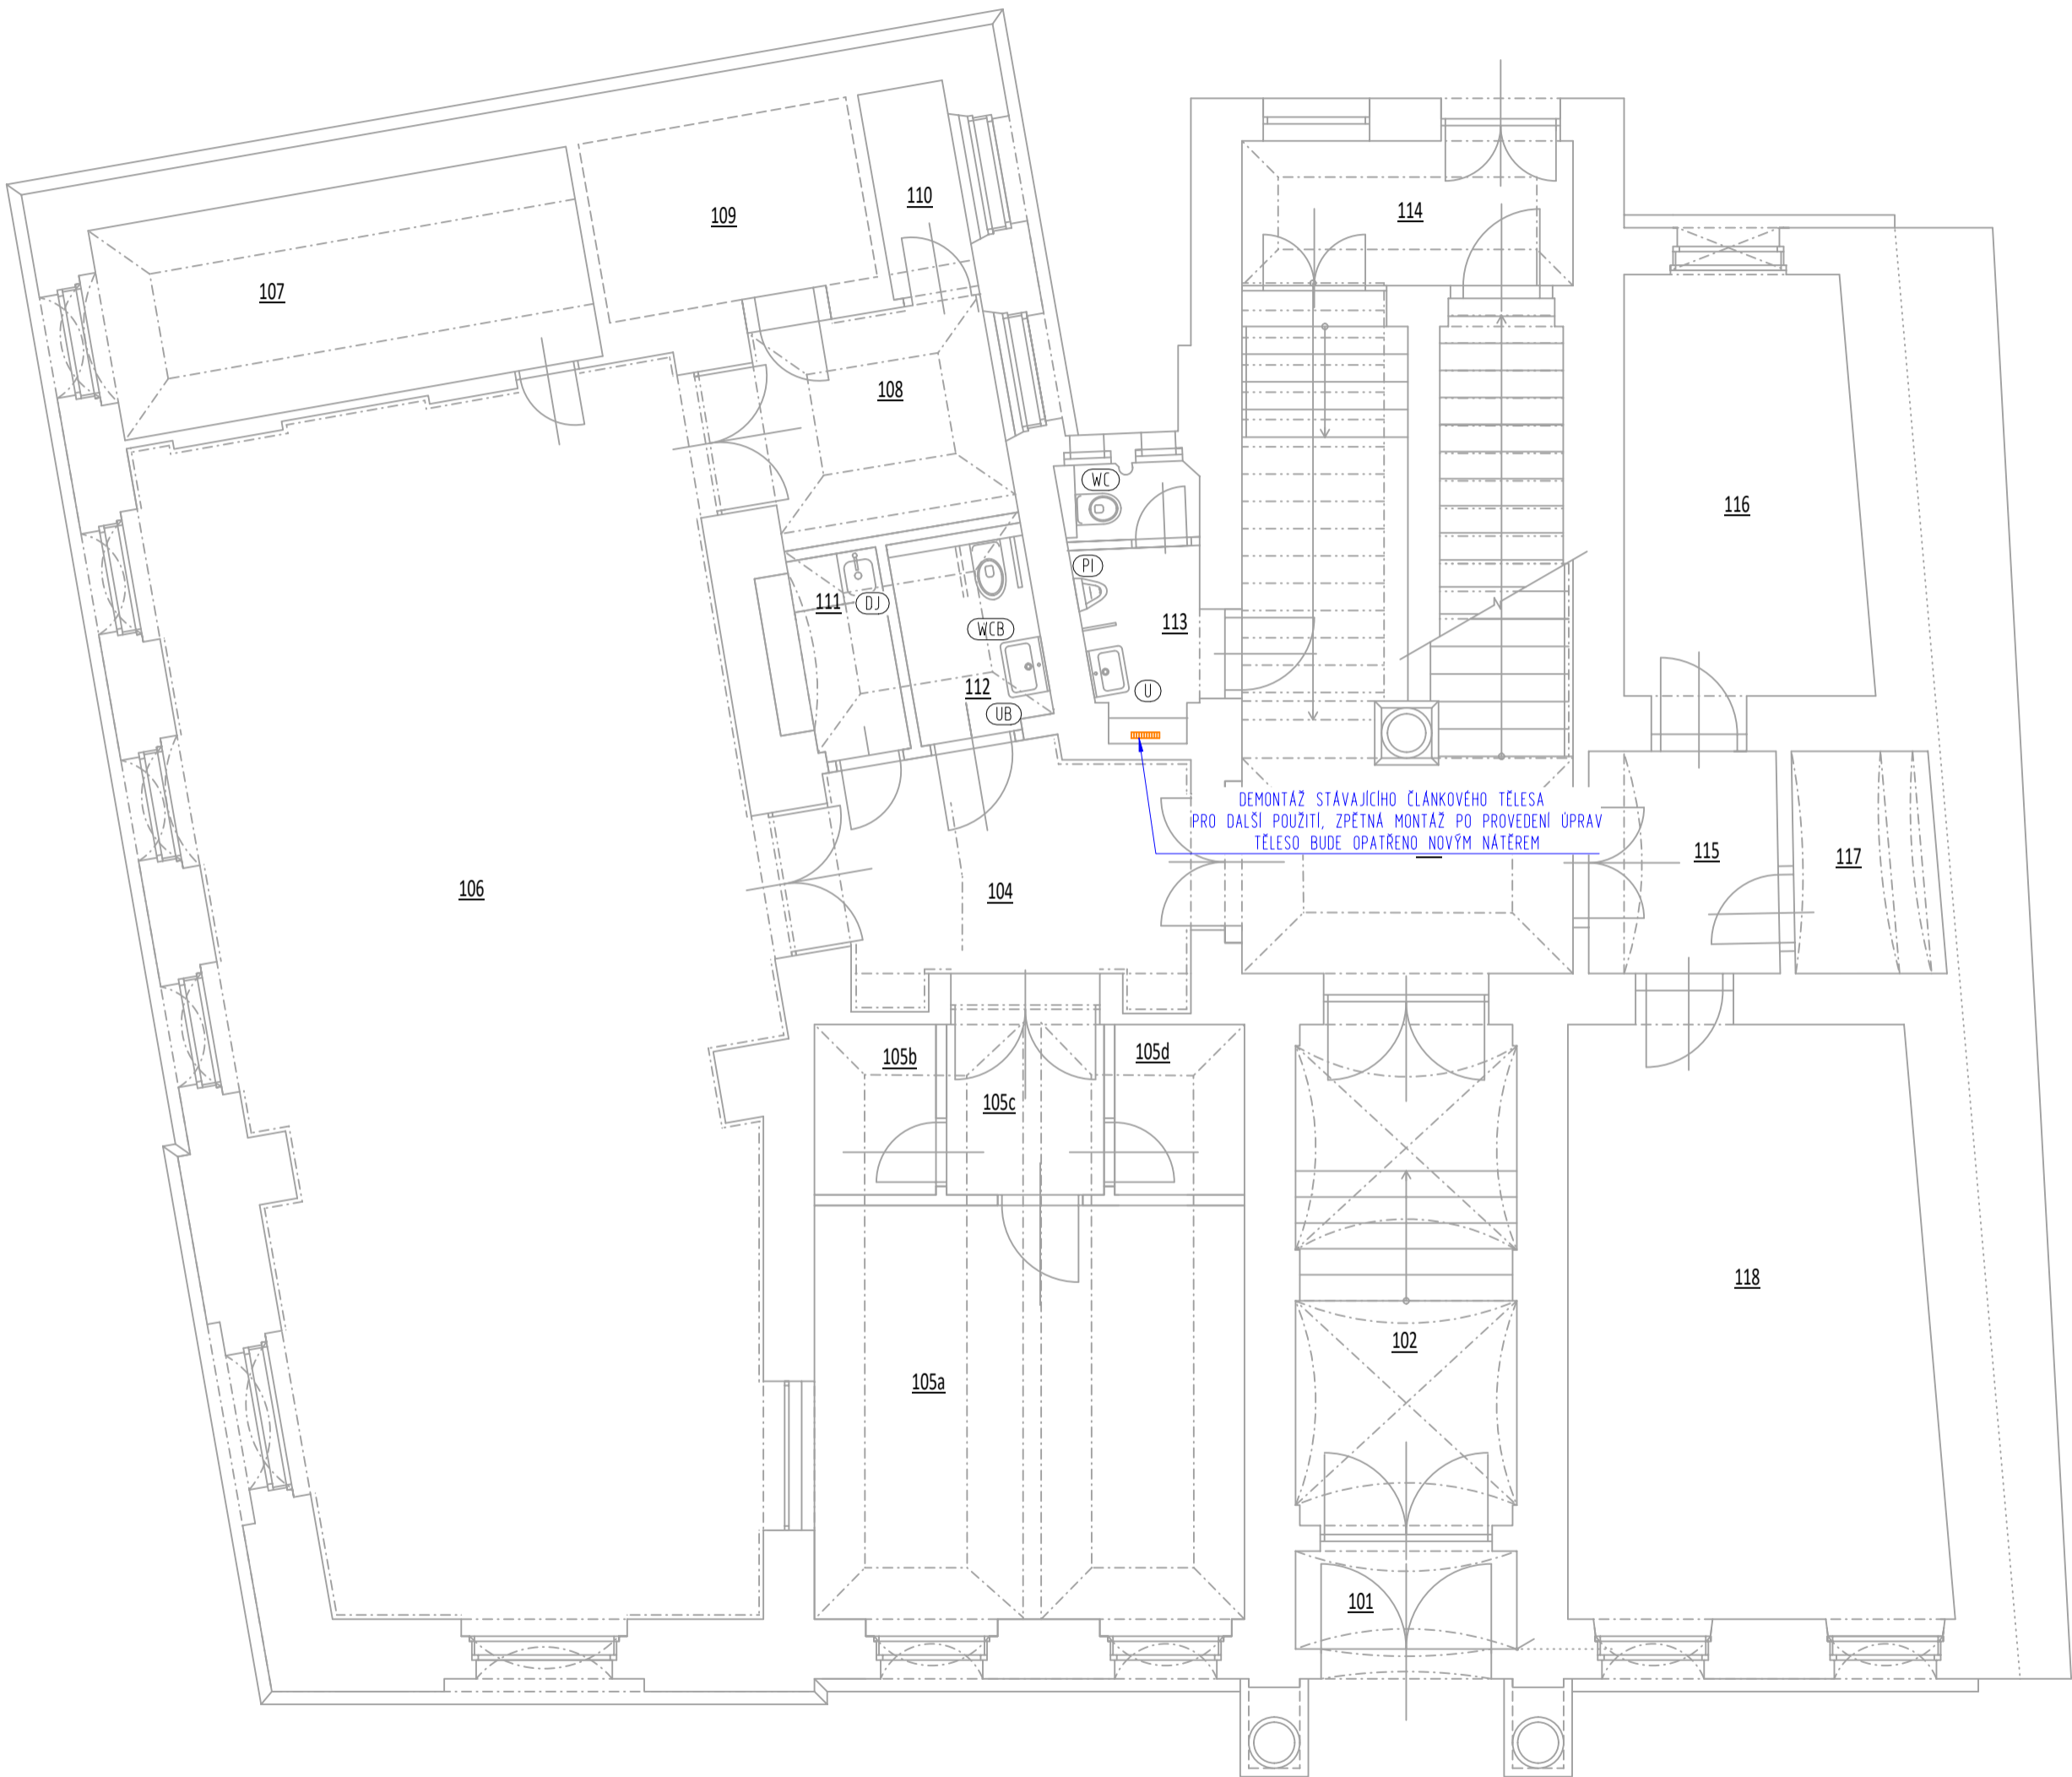 110
114
109
107
108
WC
116
PI
111
DJ
113
WCB
112
U
UB
DEMONTÁŽ STÁVAJÍCÍHO ČLÁNKOVÉHO TĚLESA
PRO DALŠÍ POUŽITÍ, ZPĚTNÁ MONTÁŽ PO PROVEDENÍ ÚPRAV
TĚLESO BUDE OPATŘENO NOVÝM NÁTĚREM
115
117
106
104
105b
105d
105c
118
102
105a
101